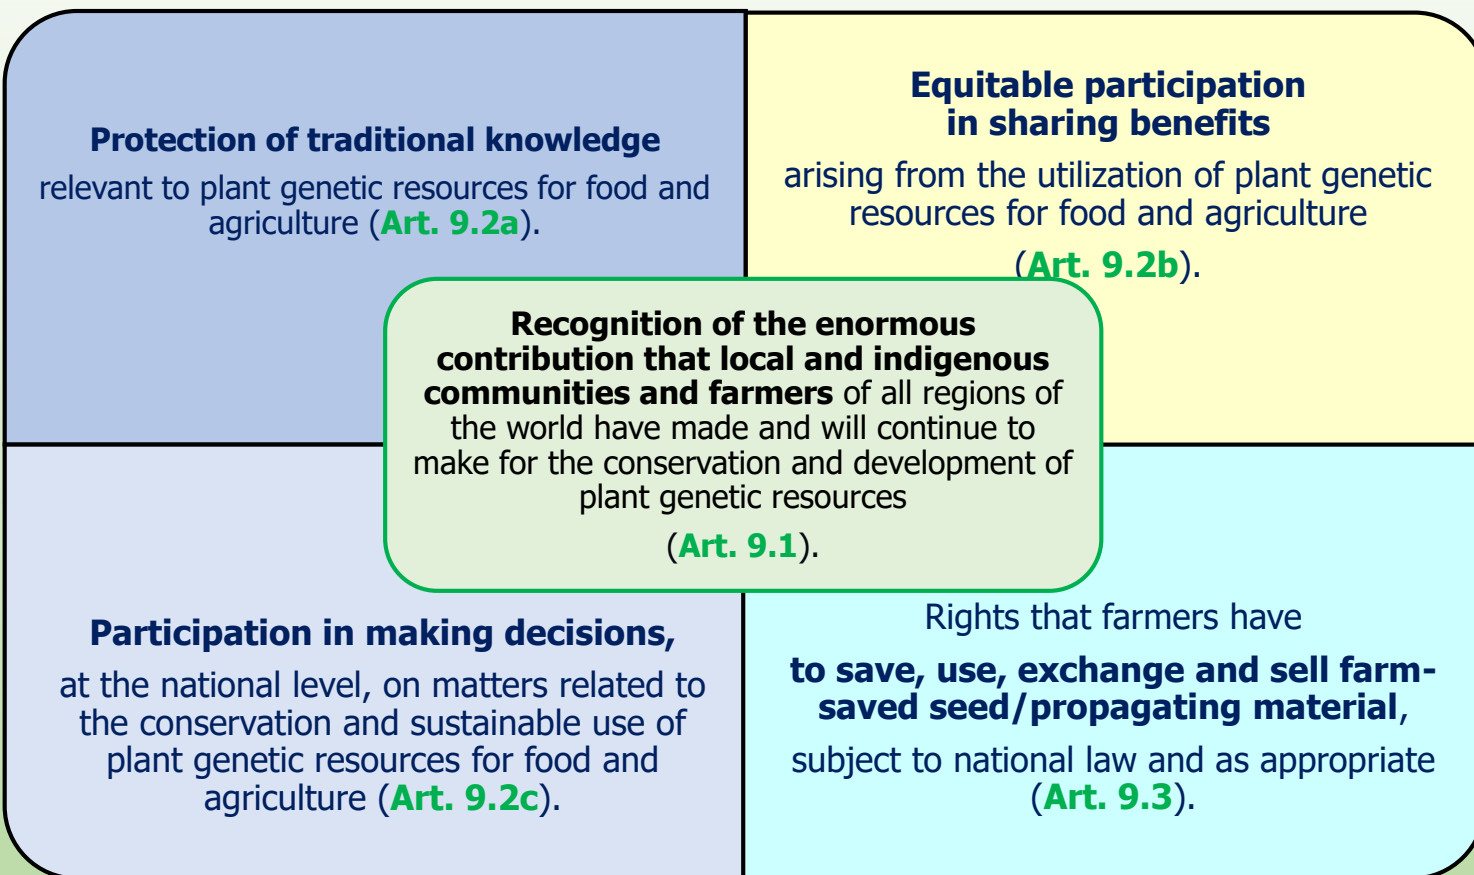 Protection of traditional knowledge
relevant to plant genetic resources for food and
agriculture (Art. 9.2a).
Equitable participation
in sharing benefits
arising from the utilization of plant genetic
resources for food and agriculture
(Art. 9.2b).
Recognition of the enormous
contribution that local and indigenous
communities and farmers of all regions of
the world have made and will continue to
make for the conservation and development of
plant genetic resources
(Art. 9.1).
Participation in making decisions,
at the national level, on matters related to
the conservation and sustainable use of
plant genetic resources for food and
agriculture (Art. 9.2c).
Rights that farmers have
to save, use, exchange and sell farm-
saved seed/propagating material,
subject to national law and as appropriate
(Art. 9.3).